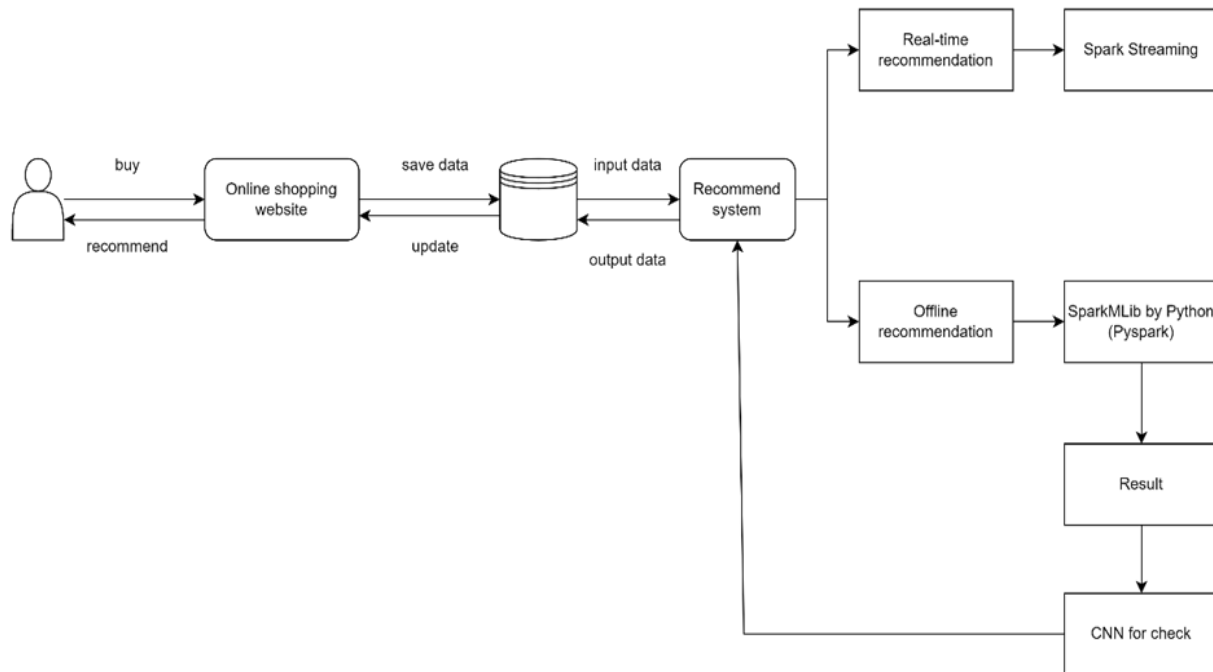 Real-time
recommendation
Spark Streaming
buy
save data
input data
Online shopping
website
Recommend
system
recommend
update
output data
Offline
recommendation
SparkMLib by Python
(Pyspark)
Result
CNN for check